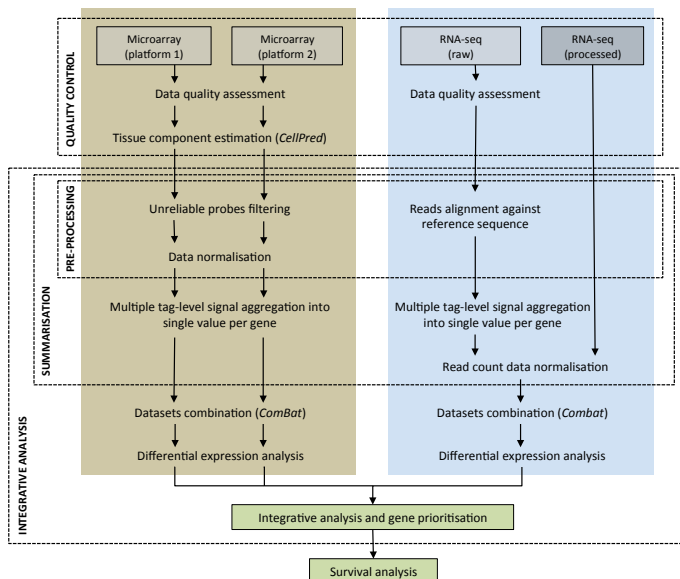 QUALITY CONTROL
Microarray
(platform 1)
Microarray
(platform 2)
RNA-seq
(raw)
RNA-seq
(processed)
Data quality assessment
Data quality assessment
Tissue component estimation (CellPred)
INTEGRATIVE ANALYSIS
SUMMARISATION
PRE-PROCESSING
Unreliable probes filtering
Reads alignment against
reference sequence
Data normalisation
Multiple tag-level signal aggregation into
single value per gene
Multiple tag-level signal aggregation
into single value per gene
Read count data normalisation
Datasets combination (ComBat)
Datasets combination (Combat)
Differential expression analysis
Differential expression analysis
Integrative analysis and gene prioritisation
Survival analysis